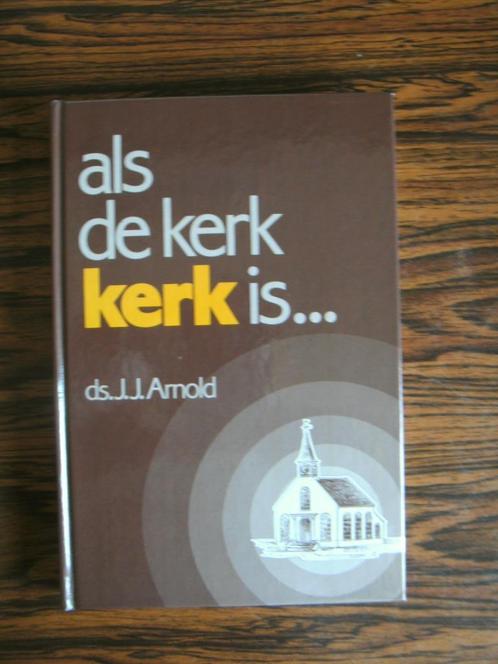 als
de kerk
kerk is...
ds. J.J. Arnold